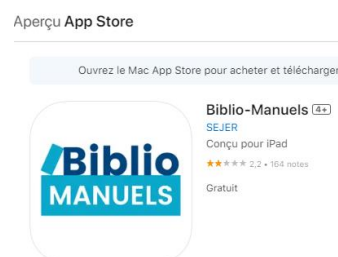 Aperçu App Store
Ouvrez le Mac App Store pour acheter et télécharger
Biblio-Manuels 4+
SEJER
Conçu pour iPad
★★★★★ 2,2 • 164 notes
Gratuit
/Biblio
MANUELS